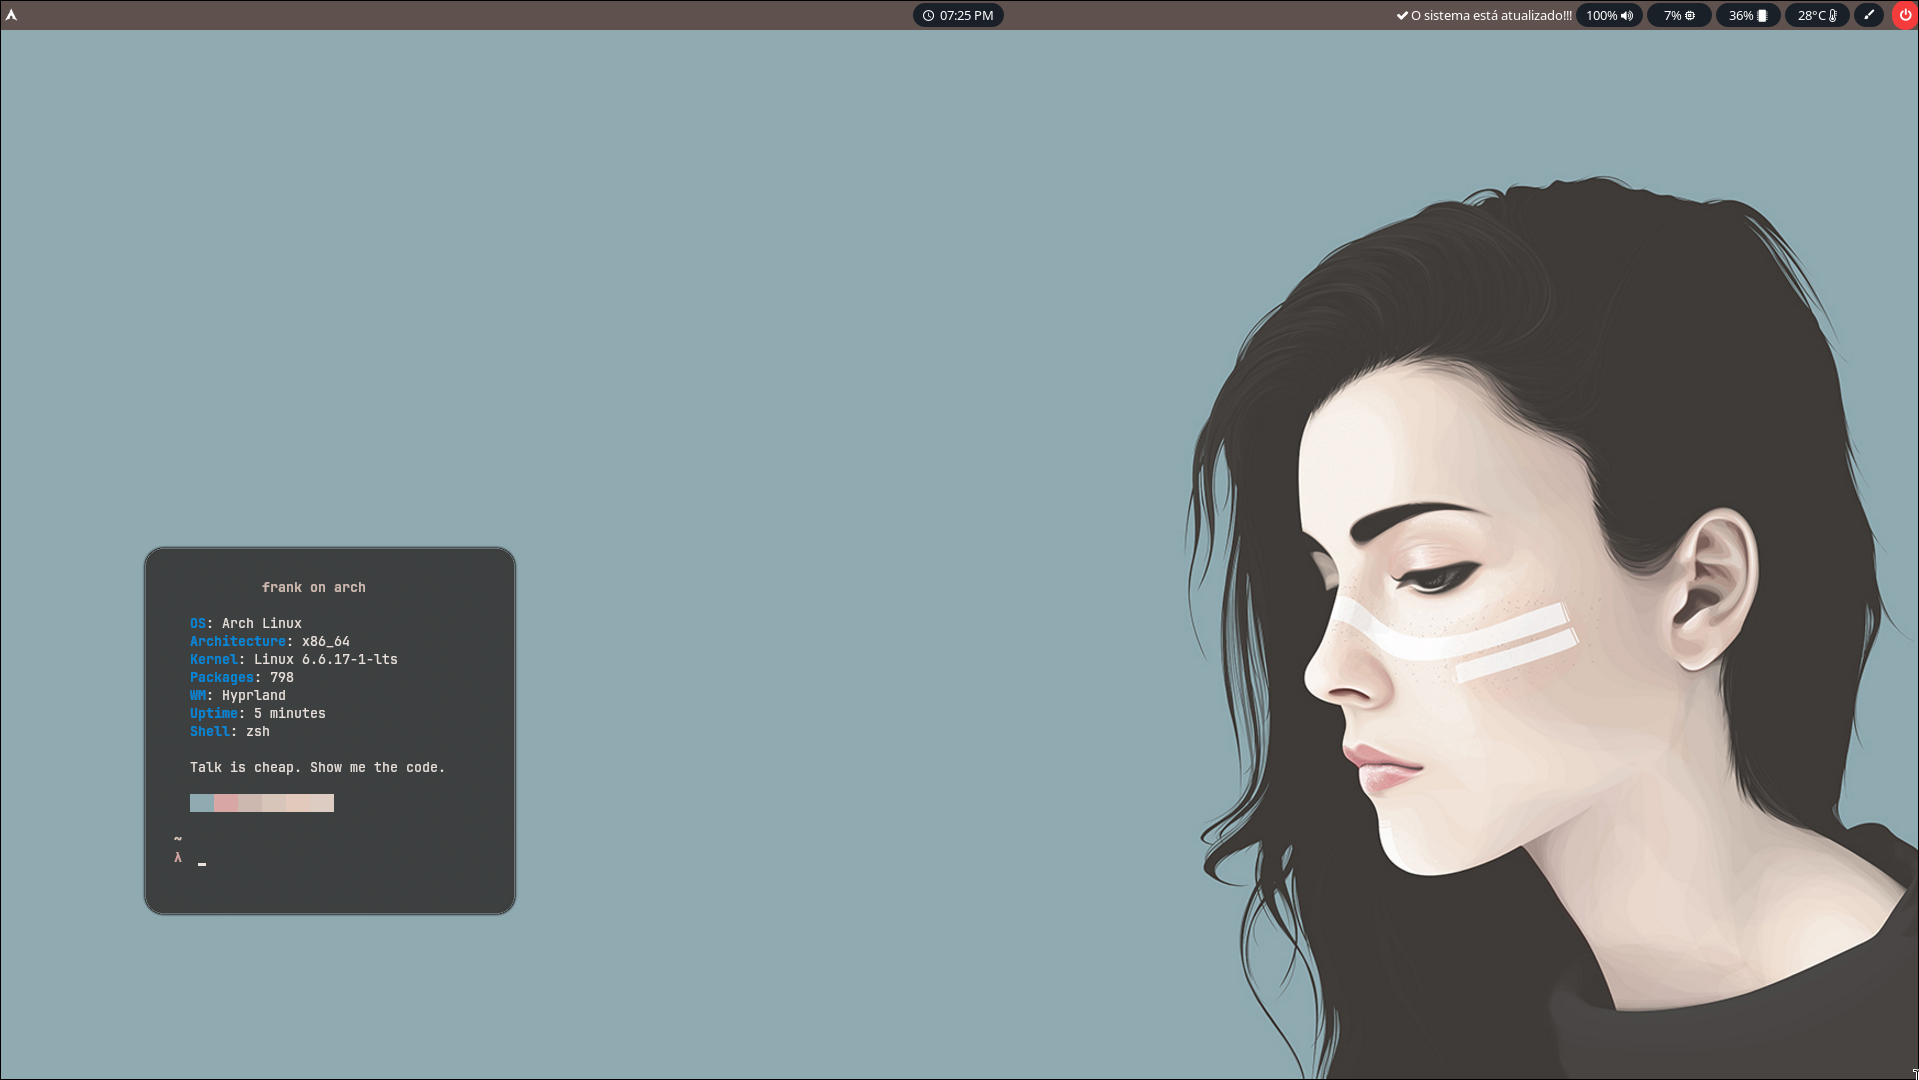 07:25 PM
O sistema está atualizado!!! 100% 7% 36% 28°C
frank on arch
OS: Arch Linux
Architecture: x86_64
Kernel: Linux 6.6.17-1-lts
Packages: 798
WM: Hyprland
Uptime: 5 minutes
Shell: zsh
Talk is cheap. Show me the code.
~
λ _